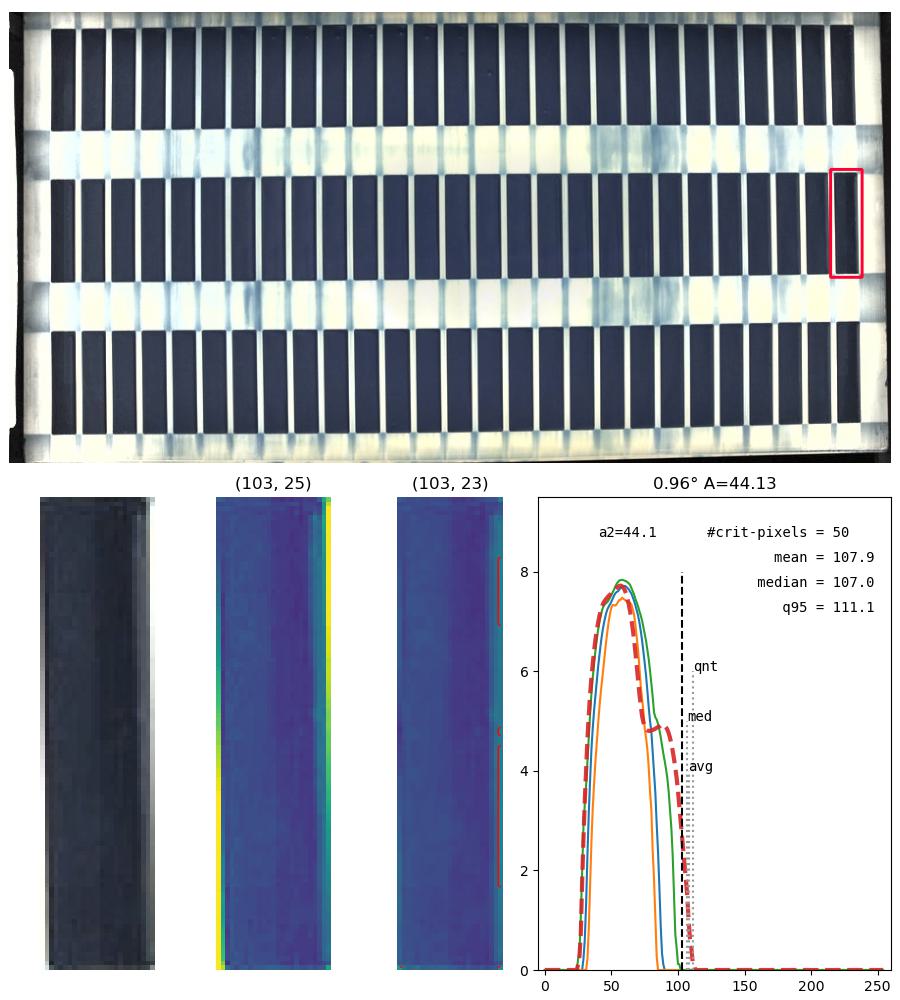 (103, 25)
(103, 23)
0.96° A=44.13
a2=44.1
#crit-pixels = 50
mean = 107.9
median = 107.0
q95 = 111.1
qnt
med
avg
8
6
4
2
0
0 50 100 150 200 250